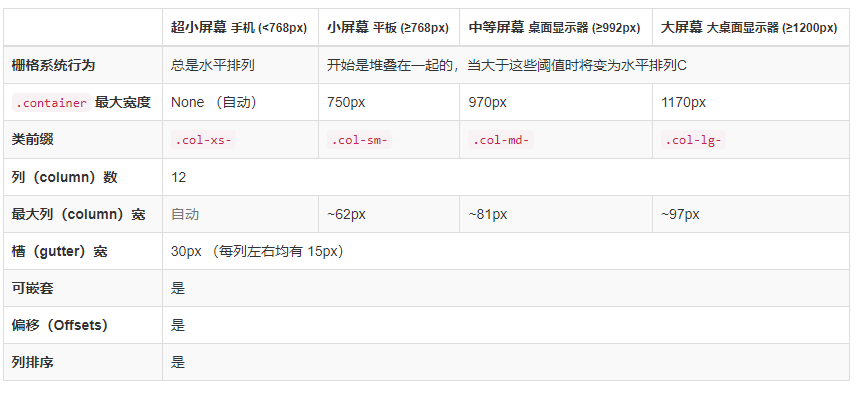 超小屏幕 手机 (<768px) 小屏幕 平板 (≥768px) 中等屏幕 桌面显示器 (≥992px) 大屏幕 大桌面显示器 (≥1200px)
栅格系统行为 总是水平排列 开始是堆叠在一起的，当大于这些阈值时将变为水平排列C
.container 最大宽度 None （自动） 750px 970px 1170px
类前缀 .col-xs- .col-sm- .col-md- .col-lg-
列（column）数 12
最大列（column）宽 自动 ~62px ~81px ~97px
槽（gutter）宽 30px （每列左右均有 15px）
可嵌套 是
偏移（Offsets） 是
列排序 是